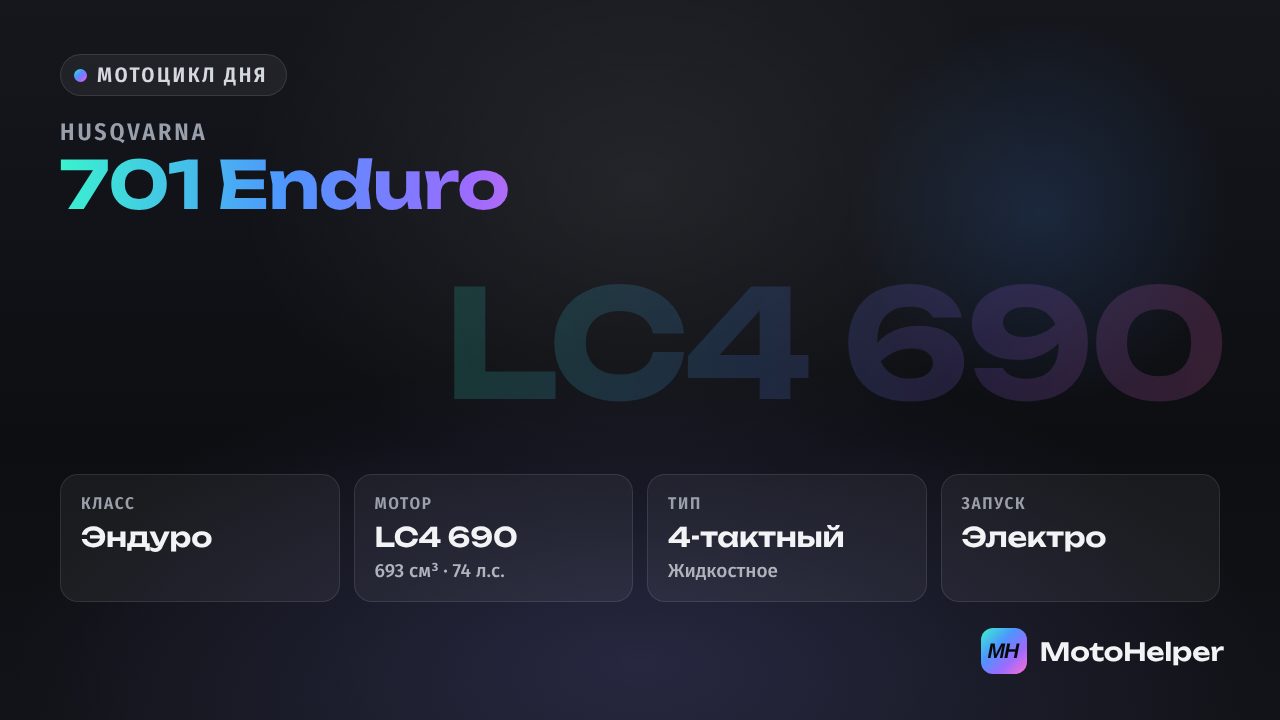 МОТОЦИКЛ ДНЯ
HUSQVARNA
701 Enduro
LC4 690
КЛАСС
Эндуро
МОТОР
LC4 690
693 см³ · 74 л.с.
ТИП
4-тактный
Жидкостное
ЗАПУСК
Электро
MH MotoHelper